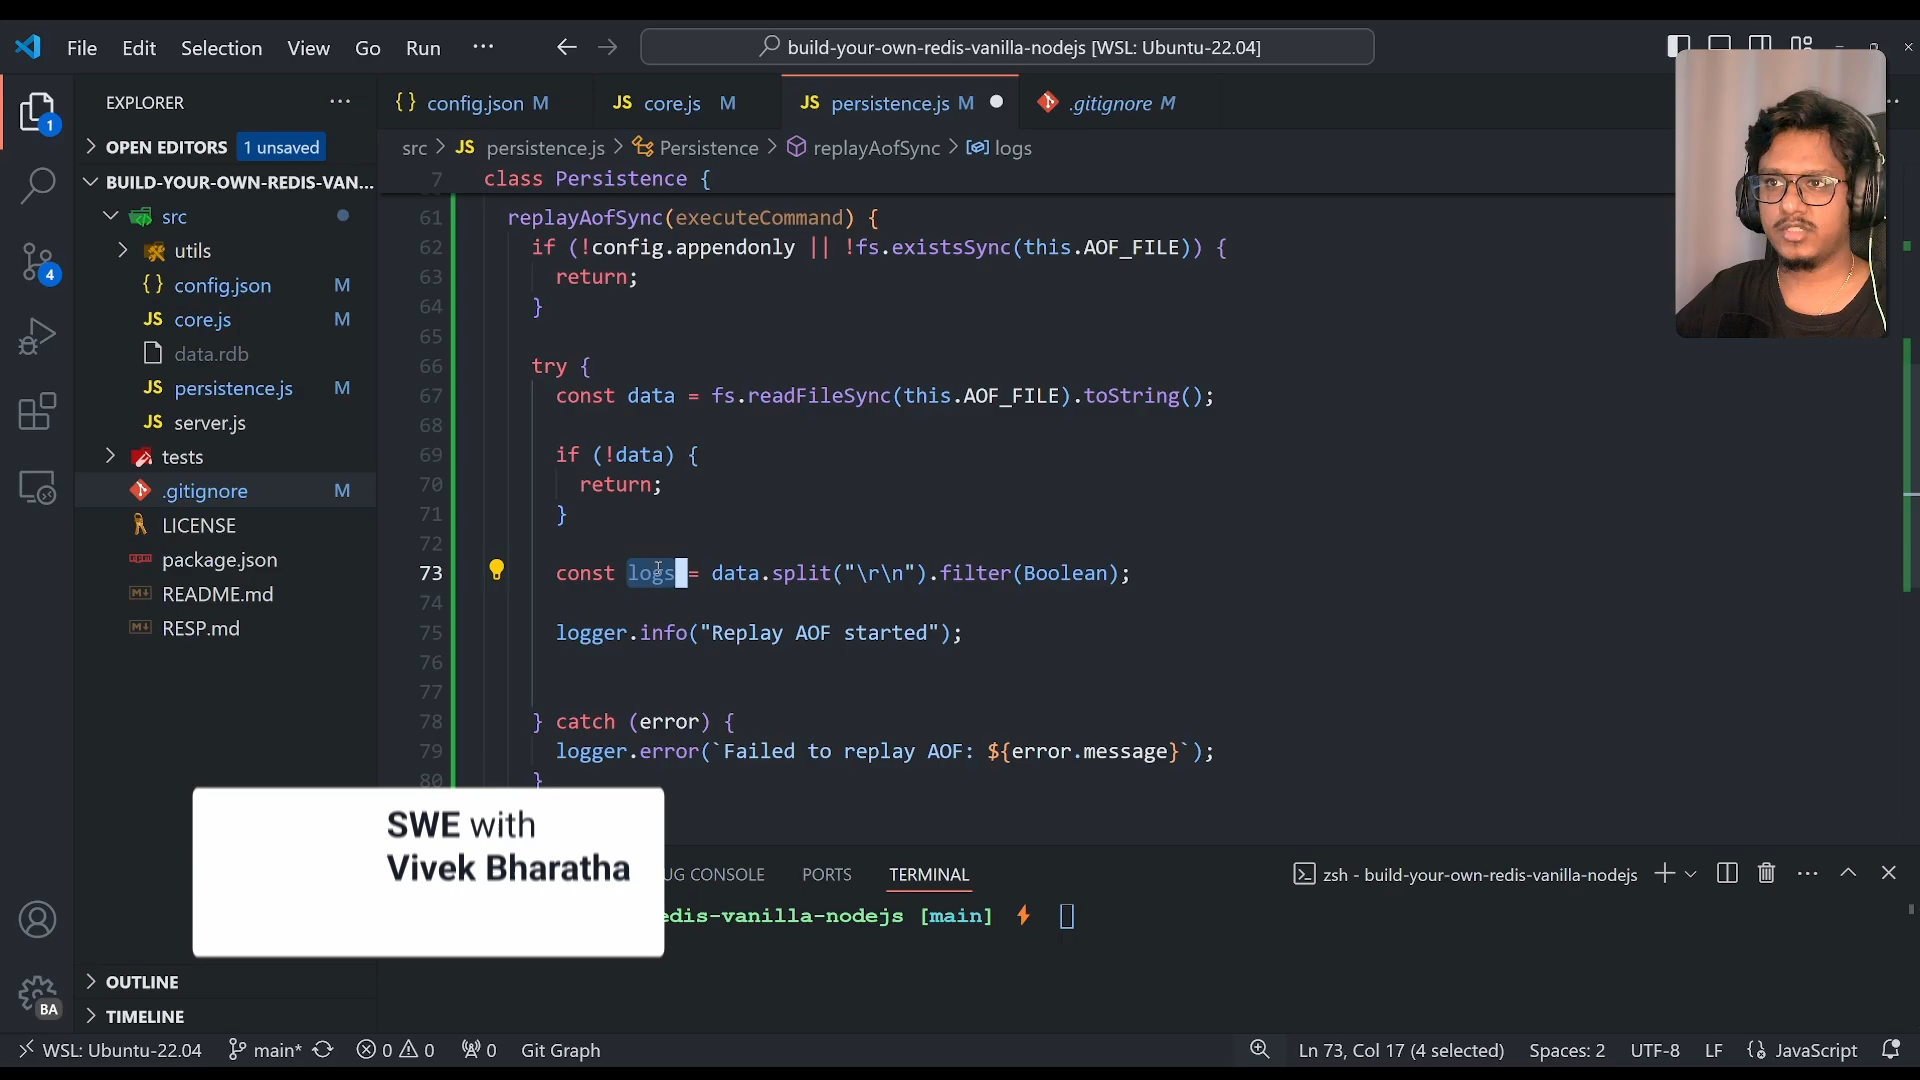 File Edit Selection View Go Run ··· build-your-own-redis-vanilla-nodejs [WSL: Ubuntu-22.04]
EXPLORER ···
OPEN EDITORS 1 unsaved
BUILD-YOUR-OWN-REDIS-VAN...
src
utils
config.json M
core.js M
data.rdb
persistence.js M
server.js
tests
.gitignore M
LICENSE
package.json
README.md
RESP.md
OUTLINE
TIMELINE
1
4
BA
config.json M JS core.js M JS persistence.js M .gitignore M
src > JS persistence.js > Persistence > replayAofSync > logs
7 class Persistence {
61 replayAofSync(executeCommand) {
62 if (!config.appendonly || !fs.existsSync(this.AOF_FILE)) {
63 return;
64 }
65
66 try {
67 const data = fs.readFileSync(this.AOF_FILE).toString();
68
69 if (!data) {
70 return;
71 }
72
73 const logs = data.split("\r\n").filter(Boolean);
74
75 logger.info("Replay AOF started");
76
77
78 } catch (error) {
79 logger.error(`Failed to replay AOF: ${error.message}`);
80 }
SWE with
Vivek Bharatha
UG CONSOLE PORTS TERMINAL zsh - build-your-own-redis-vanilla-nodejs
edis-vanilla-nodejs [main]
WSL: Ubuntu-22.04 main* 0 0 0 Git Graph Ln 73, Col 17 (4 selected) Spaces: 2 UTF-8 LF {} JavaScript